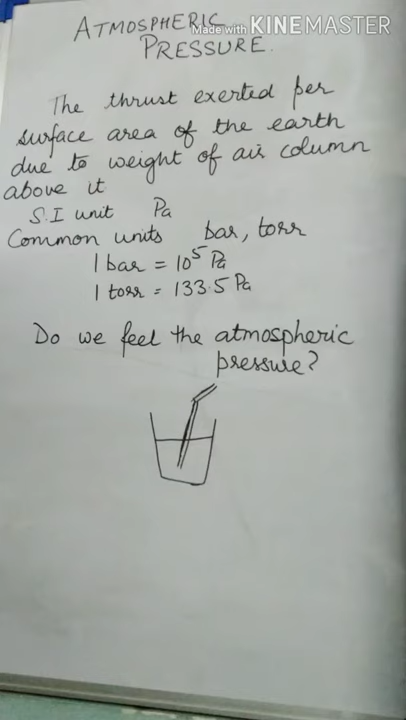 ATMOSPHERIC
Made with KINEMASTER
PRESSURE.
The thrust exerted per
surface area of the earth
due to weight of air column
above it
S.I unit Pa
Common units bar, torr
1 bar = 10⁵ Pa
1 torr = 133.5 Pa
Do we feel the atmospheric
pressure?